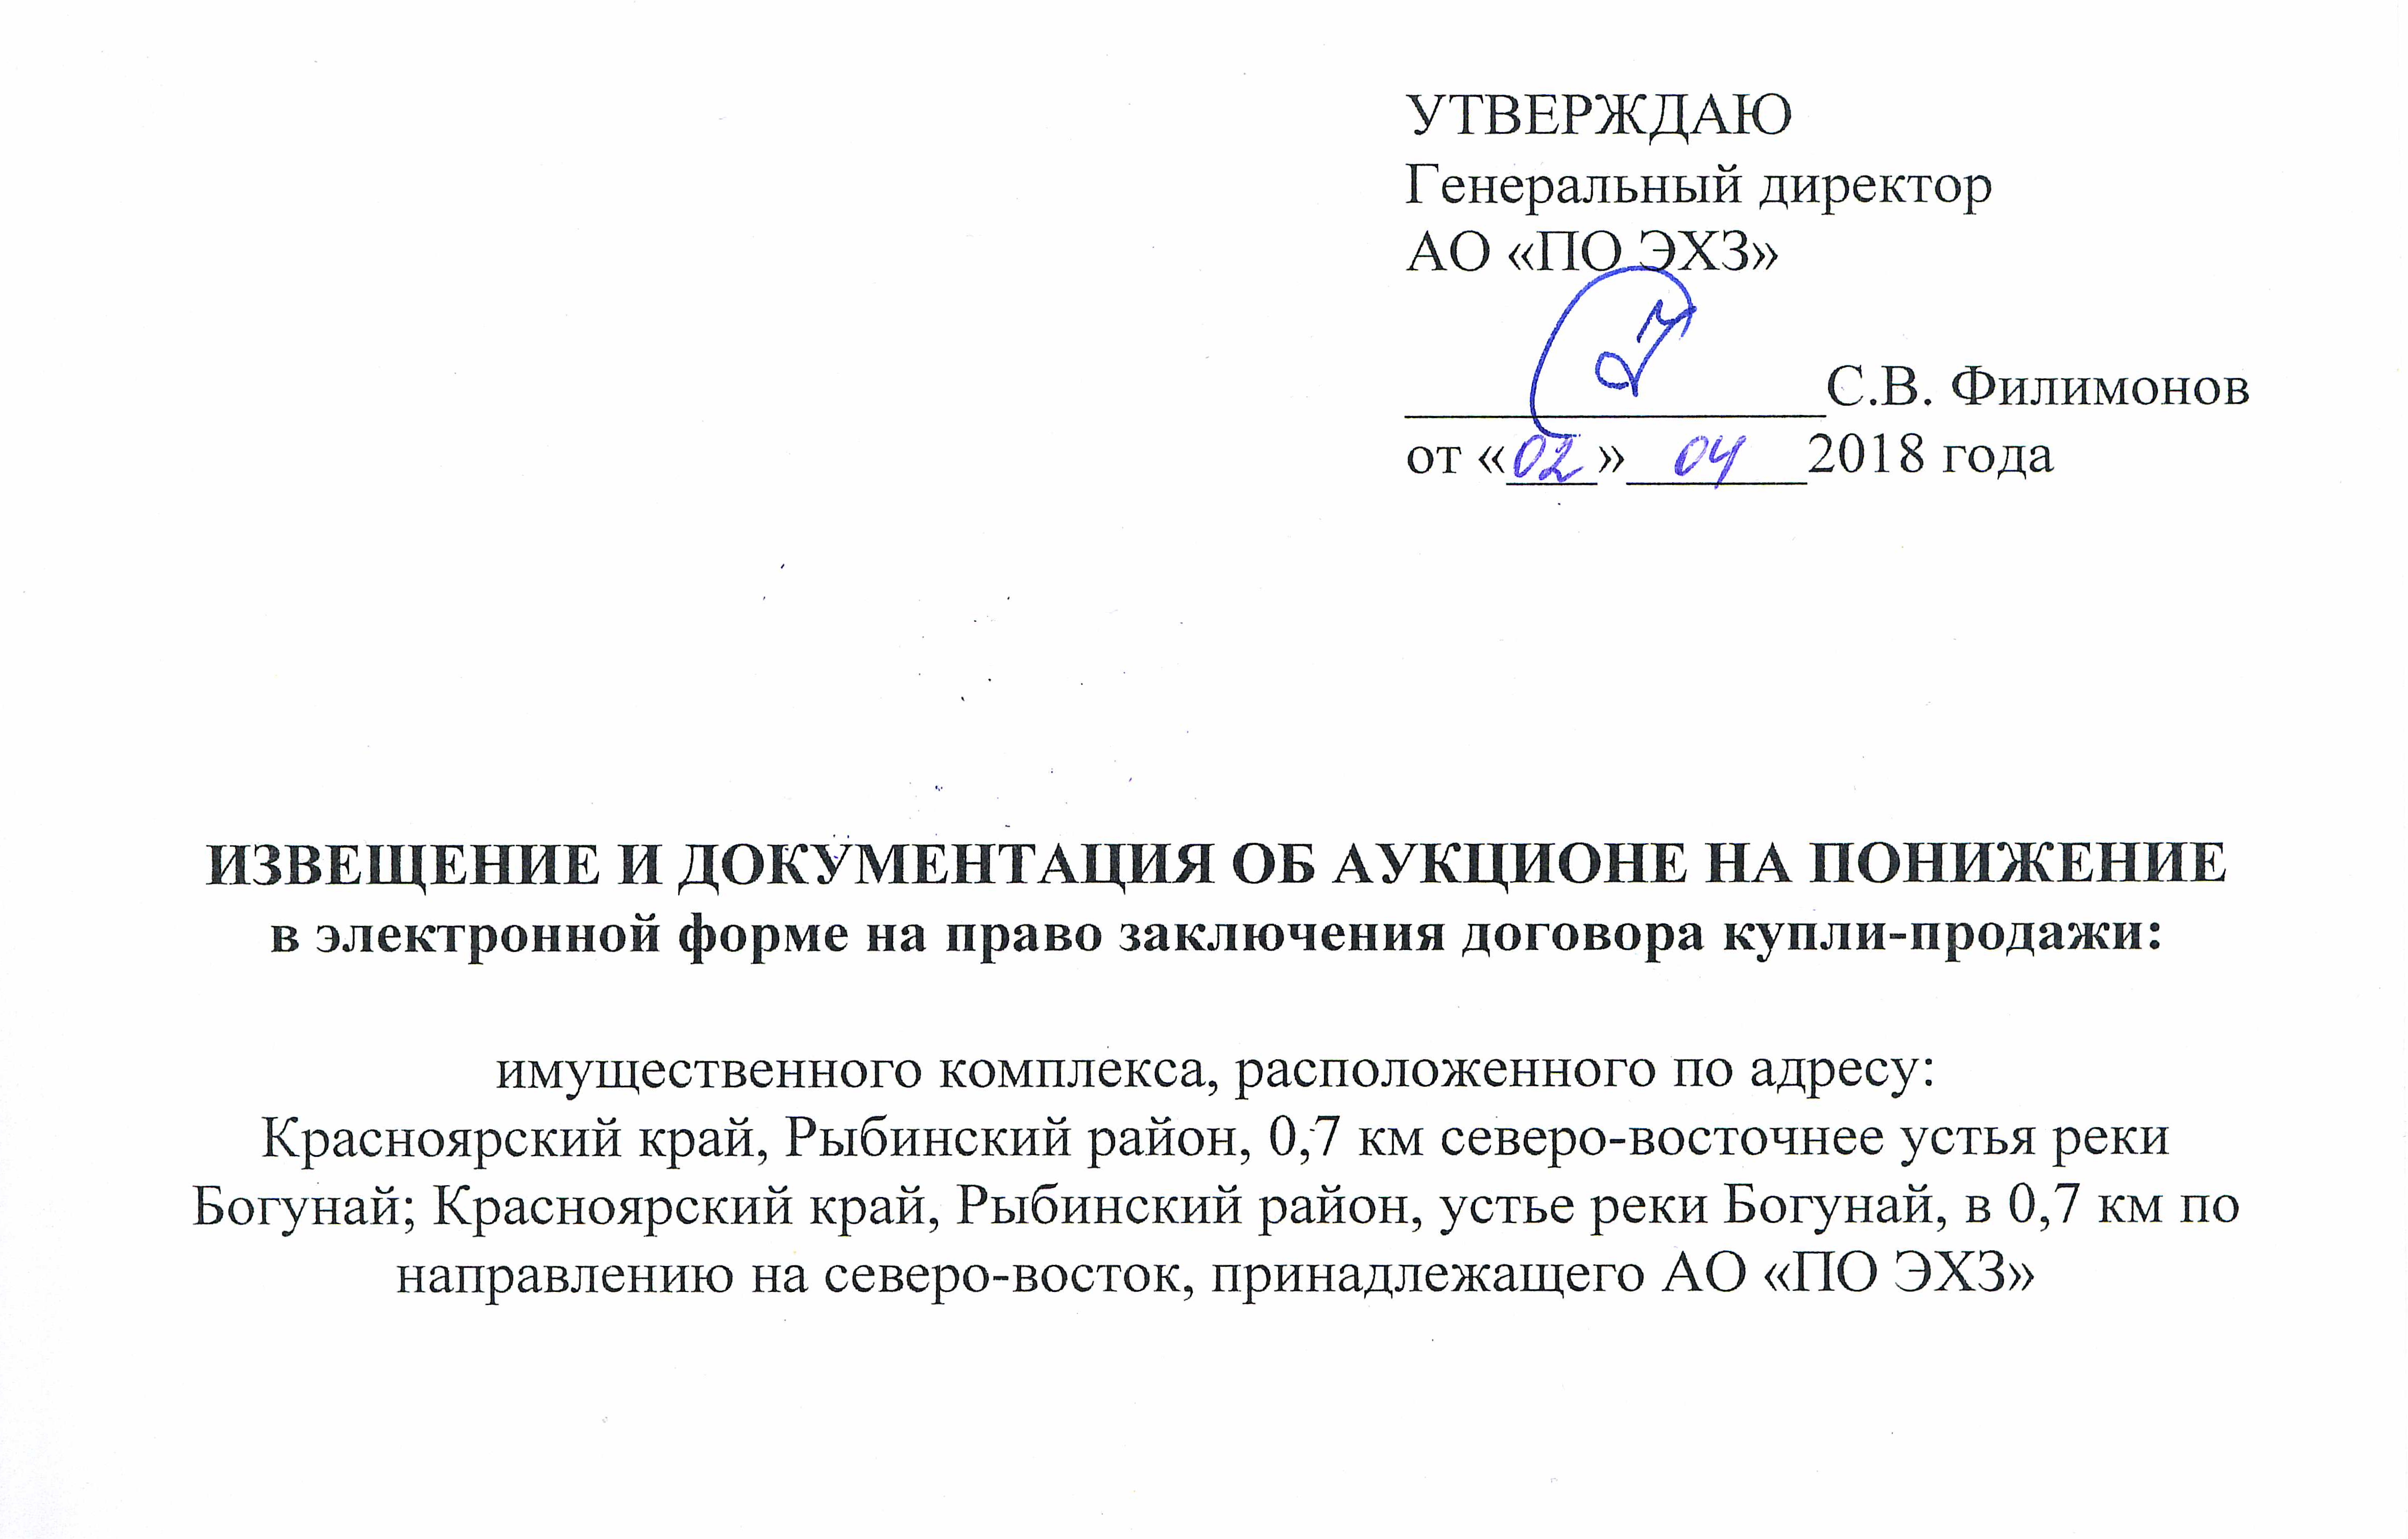 УТВЕРЖДАЮ
Генеральный директор
АО «ПО ЭХЗ»
С.В. Филимонов
от «02» 04 2018 года
ИЗВЕЩЕНИЕ И ДОКУМЕНТАЦИЯ ОБ АУКЦИОНЕ НА ПОНИЖЕНИЕ
в электронной форме на право заключения договора купли-продажи:
имущественного комплекса, расположенного по адресу:
Красноярский край, Рыбинский район, 0,7 км северо-восточнее устья реки
Богунай; Красноярский край, Рыбинский район, устье реки Богунай, в 0,7 км по
направлению на северо-восток, принадлежащего АО «ПО ЭХЗ»